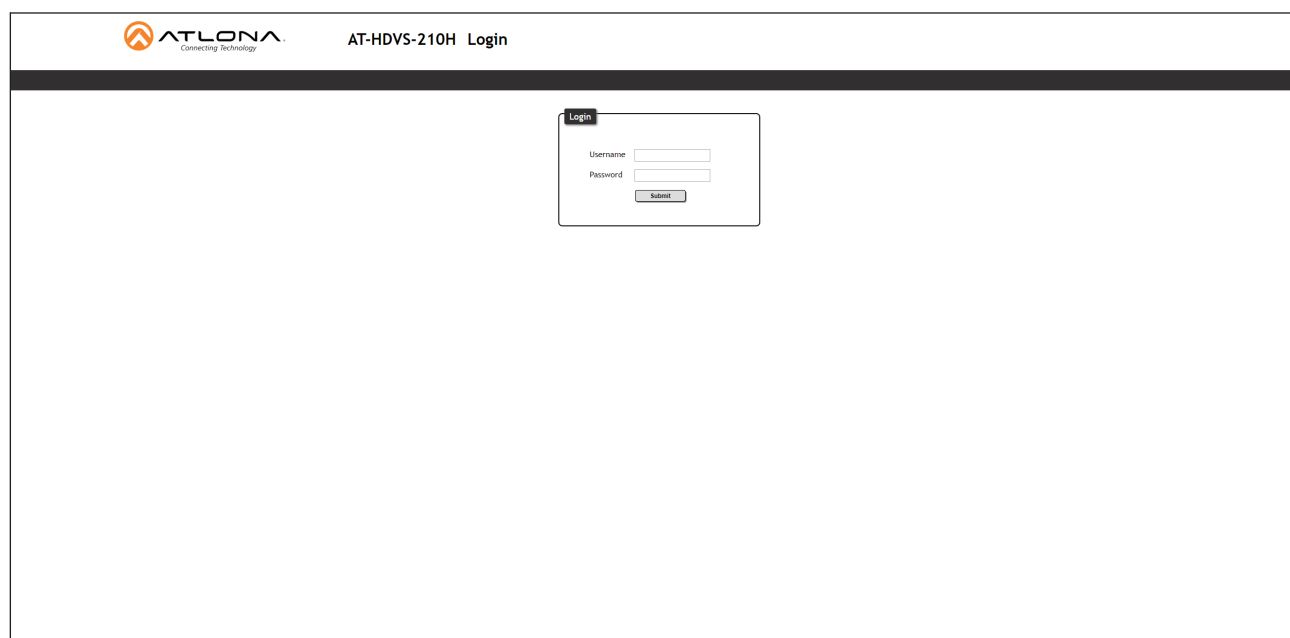 ATLONA.
Connecting Technology
AT-HDVS-210H Login
Login
Username
Password
Submit